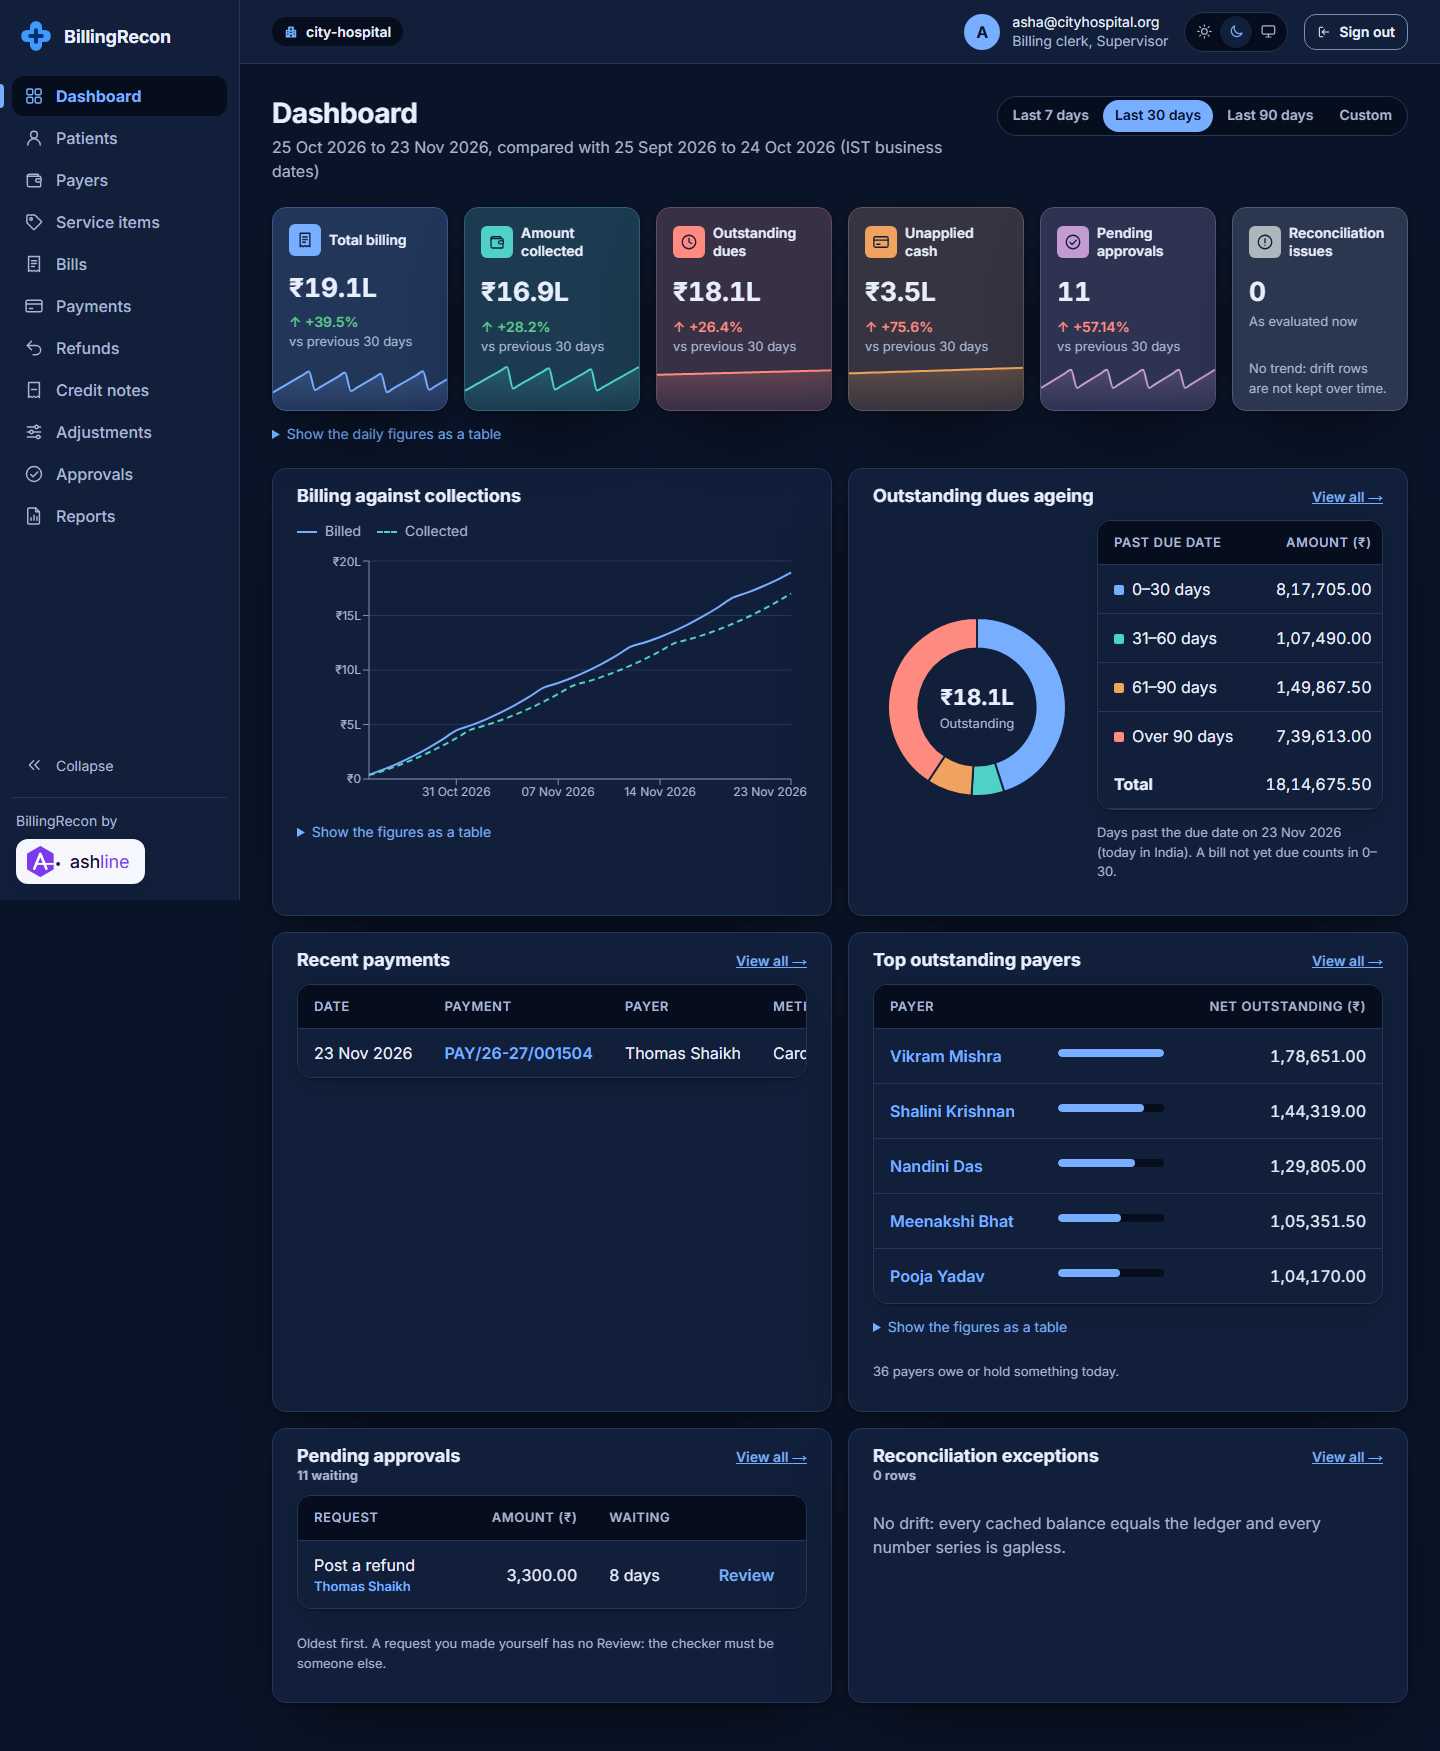 BillingRecon
Dashboard
Patients
Payers
Service items
Bills
Payments
Refunds
Credit notes
Adjustments
Approvals
Reports
Collapse
BillingRecon by
ashline
city-hospital
A
asha@cityhospital.org
Billing clerk, Supervisor
Sign out
Dashboard
25 Oct 2026 to 23 Nov 2026, compared with 25 Sept 2026 to 24 Oct 2026 (IST business
dates)
Last 7 days Last 30 days Last 90 days Custom
Total billing
₹19.1L
↑ +39.5%
vs previous 30 days
Amount
collected
₹16.9L
↑ +28.2%
vs previous 30 days
Outstanding
dues
₹18.1L
↑ +26.4%
vs previous 30 days
Unapplied
cash
₹3.5L
↑ +75.6%
vs previous 30 days
Pending
approvals
11
↑ +57.14%
vs previous 30 days
Reconciliation
issues
0
As evaluated now
No trend: drift rows
are not kept over time.
Show the daily figures as a table
Billing against collections
Billed Collected
₹20L
₹15L
₹10L
₹5L
₹0
31 Oct 2026 07 Nov 2026 14 Nov 2026 23 Nov 2026
Show the figures as a table
Outstanding dues ageing
View all →
₹18.1L
Outstanding
PAST DUE DATE AMOUNT (₹)
0–30 days 8,17,705.00
31–60 days 1,07,490.00
61–90 days 1,49,867.50
Over 90 days 7,39,613.00
Total 18,14,675.50
Days past the due date on 23 Nov 2026
(today in India). A bill not yet due counts in 0–
30.
Recent payments
View all →
DATE PAYMENT PAYER
23 Nov 2026 PAY/26-27/001504 Thomas Shaikh
Top outstanding payers
View all →
PAYER NET OUTSTANDING (₹)
Vikram Mishra 1,78,651.00
Shalini Krishnan 1,44,319.00
Nandini Das 1,29,805.00
Meenakshi Bhat 1,05,351.50
Pooja Yadav 1,04,170.00
Show the figures as a table
36 payers owe or hold something today.
Pending approvals
11 waiting
View all →
REQUEST AMOUNT (₹) WAITING
Post a refund
Thomas Shaikh
3,300.00 8 days Review
Oldest first. A request you made yourself has no Review: the checker must be
someone else.
Reconciliation exceptions
0 rows
View all →
No drift: every cached balance equals the ledger and every
number series is gapless.